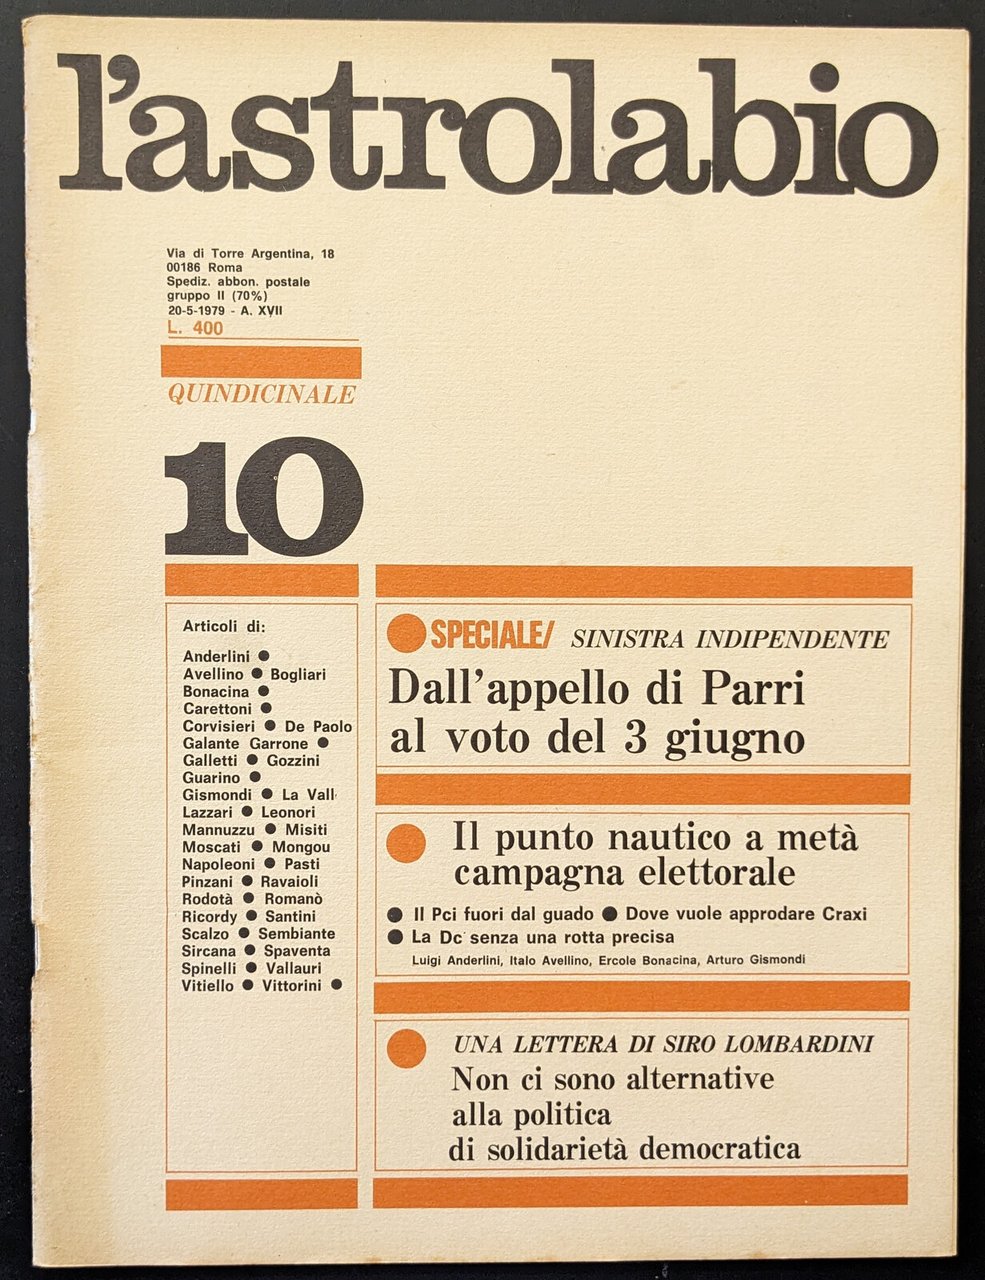 l'astrolabio
Via di Torre Argentina, 18
00186 Roma
Spediz. abbon. postale
gruppo II (70%)
20-5-1979 - A. XVII
L. 400
QUINDICINALE
10
Articoli di:
Anderlini ●
Avellino ● Bogliari
Bonacina ●
Carettoni ●
Corvisieri ● De Paolo
Galante Garrone ●
Galletti ● Gozzini
Guarino ●
Gismondi ● La Vall
Lazzari ● Leonori
Mannuzzu ● Misiti
Moscati ● Mongou
Napoleoni ● Pasti
Pinzani ● Ravaioli
Rodotà ● Romanò
Ricordy ● Santini
Scalzo ● Sembiante
Sircana ● Spaventa
Spinelli ● Vallauri
Vitiello ● Vittorini ●
● SPECIALE/ SINISTRA INDIPENDENTE
Dall'appello di Parri
al voto del 3 giugno
● Il punto nautico a metà
campagna elettorale
● Il Pci fuori dal guado ● Dove vuole approdare Craxi
● La Dc senza una rotta precisa
Luigi Anderlini, Italo Avellino, Ercole Bonacina, Arturo Gismondi
● UNA LETTERA DI SIRO LOMBARDINI
Non ci sono alternative
alla politica
di solidarietà democratica